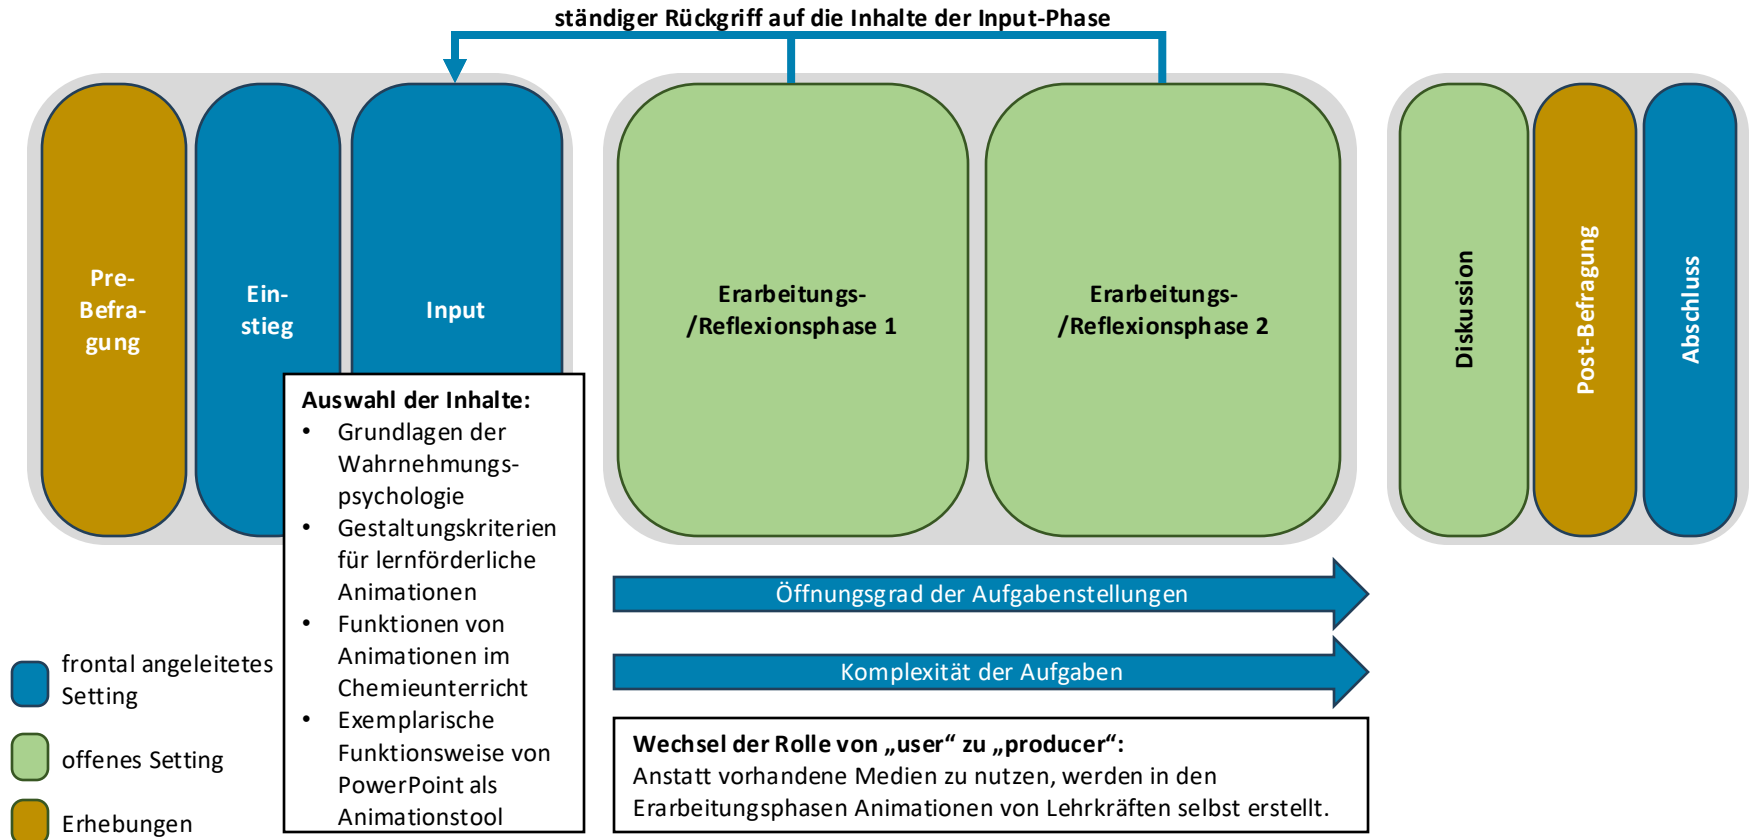 ständiger Rückgriff auf die Inhalte der Input-Phase
Pre-
Befra-
gung
Ein-
stieg
Input
Erarbeitungs-
/Reflexionsphase 1
Erarbeitungs-
/Reflexionsphase 2
Diskussion
Post-Befragung
Abschluss
Auswahl der Inhalte:
• Grundlagen der
Wahrnehmungs-
psychologie
• Gestaltungskriterien
für lernförderliche
Animationen
• Funktionen von
Animationen im
Chemieunterricht
• Exemplarische
Funktionsweise von
PowerPoint als
Animationstool
Öffnungsgrad der Aufgabenstellungen
Komplexität der Aufgaben
Wechsel der Rolle von „user“ zu „producer“:
Anstatt vorhandene Medien zu nutzen, werden in den
Erarbeitungsphasen Animationen von Lehrkräften selbst erstellt.
frontal angeleitetes
Setting
offenes Setting
Erhebungen